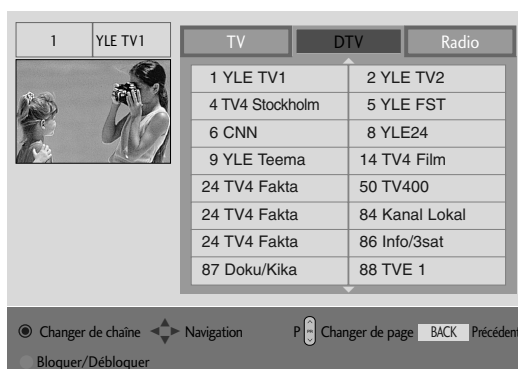 1 YLE TV1
TV DTV Radio
1 YLE TV1 2 YLE TV2
4 TV4 Stockholm 5 YLE FST
6 CNN 8 YLE24
9 YLE Teema 14 TV4 Film
24 TV4 Fakta 50 TV400
24 TV4 Fakta 84 Kanal Lokal
24 TV4 Fakta 86 Info/3sat
87 Doku/Kika 88 TVE 1
Changer de chaîne Navigation P PR Changer de page BACK Précédent
Bloquer/Débloquer